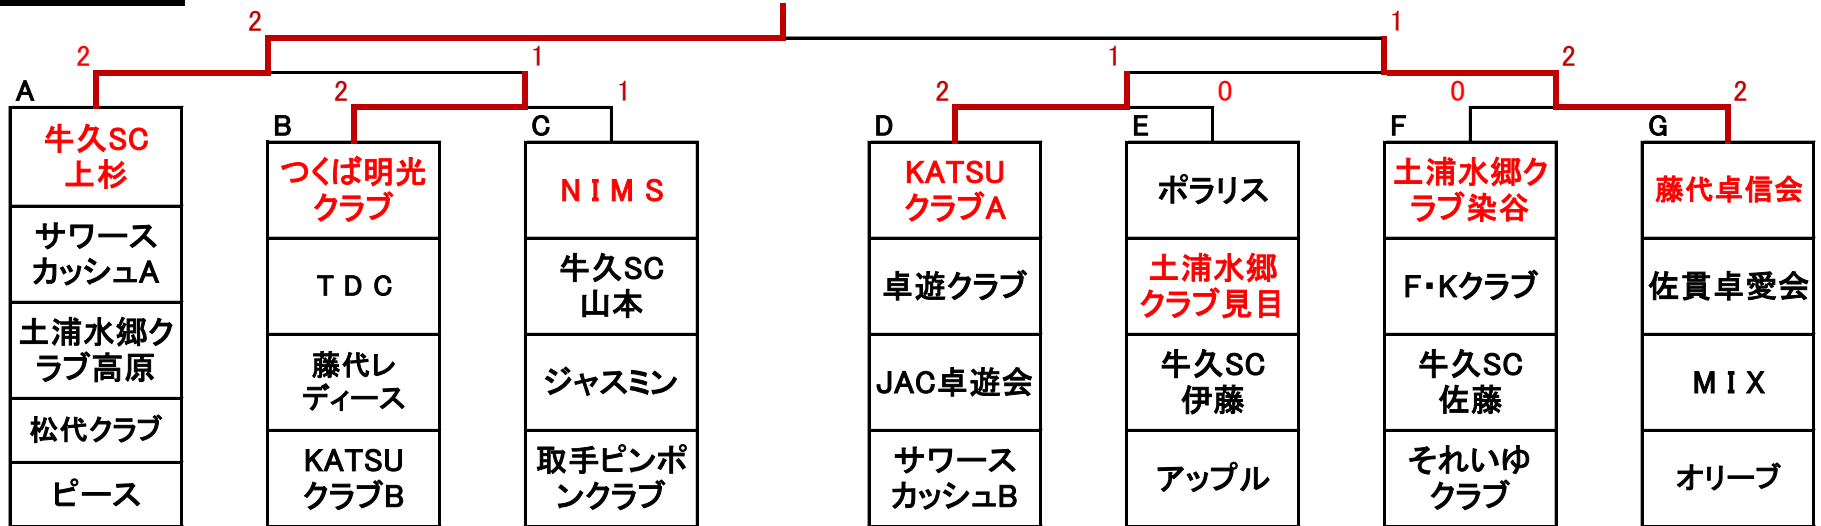 2
1
2
1
1
2
A
2
1
2
0
0
2
B
C
D
E
F
G
牛久SC
上杉
サワース
カッシュA
土浦水郷ク
ラブ高原
松代クラブ
ピース
つくば明光
クラブ
TDC
藤代レ
ディース
KATSU
クラブB
NIMS
牛久SC
山本
ジャスミン
取手ピンポ
ンクラブ
KATSU
クラブA
卓遊クラブ
JAC卓遊会
サワース
カッシュB
ポラリス
土浦水郷
クラブ見目
牛久SC
伊藤
アップル
土浦水郷ク
ラブ染谷
F・Kクラブ
牛久SC
佐藤
それいゆ
クラブ
藤代卓信会
佐貫卓愛会
MIX
オリーブ